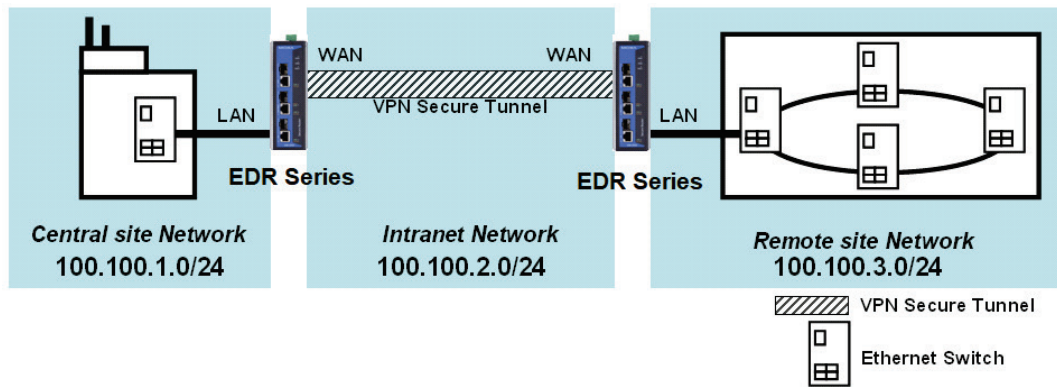 WAN
WAN
LAN
VPN Secure Tunnel
LAN
EDR Series
EDR Series
Central site Network
100.100.1.0/24
Intranet Network
100.100.2.0/24
Remote site Network
100.100.3.0/24
VPN Secure Tunnel
Ethernet Switch